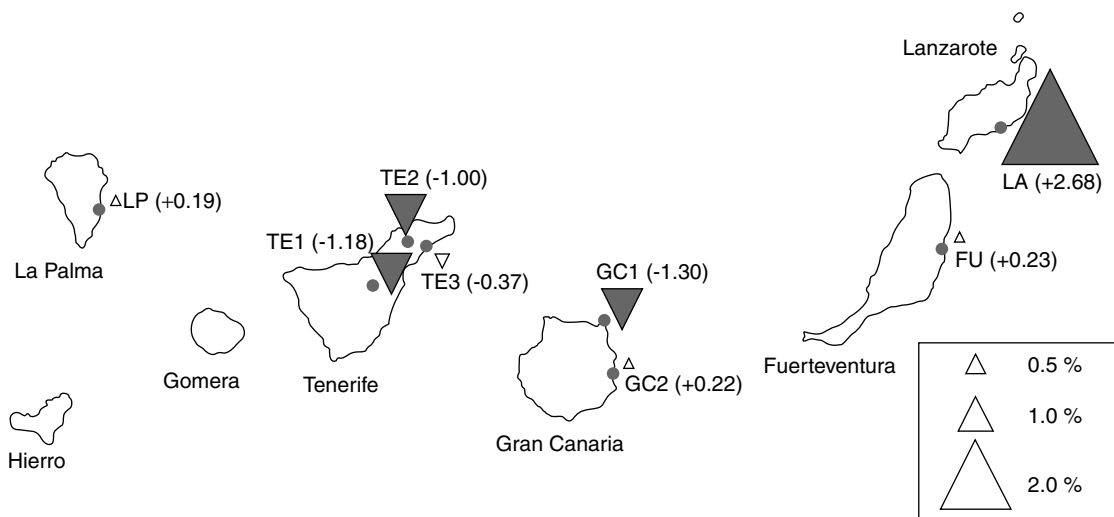 Lanzarote
LA (+2.68)
TE2 (-1.00)
LP (+0.19)
La Palma
TE1 (-1.18)
TE3 (-0.37)
GC1 (-1.30)
FU (+0.23)
Gomera
Tenerife
GC2 (+0.22)
Fuerteventura
Gran Canaria
Hierro
0.5 %
1.0 %
2.0 %